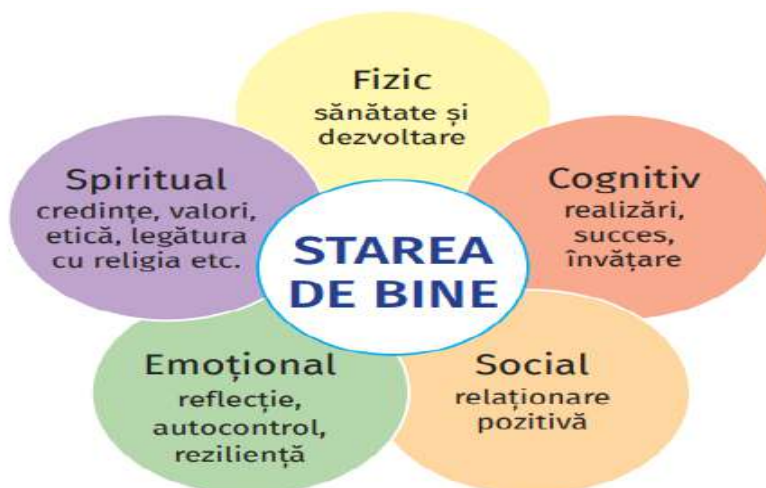 Fizic
sănătate și
dezvoltare
Spiritual
credințe, valori,
etică, legătura
cu religia etc.
Cognitiv
realizări,
succes,
învățare
STAREA
DE BINE
Emoțional
reflecție,
autocontrol,
reziliență
Social
relaționare
pozitivă